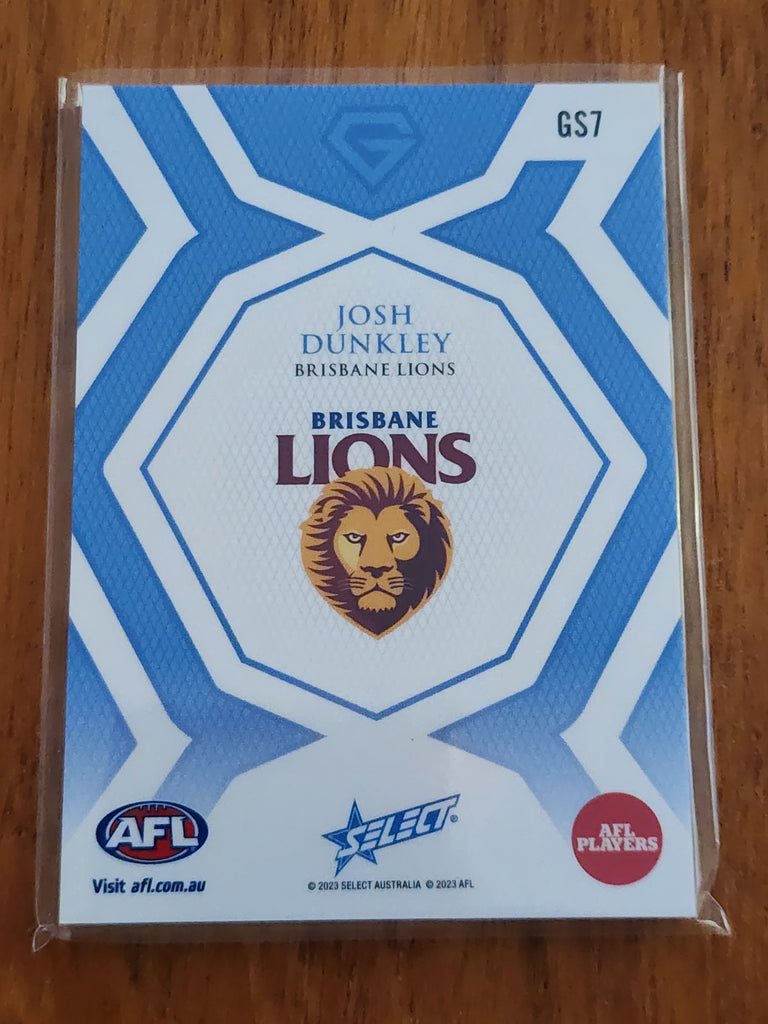 GS7
G
JOSH
DUNKLEY
BRISBANE LIONS
BRISBANE
LIONS
AFL
Visit afl.com.au
SELECT®
© 2023 SELECT AUSTRALIA © 2023 AFL
AFL
PLAYERS